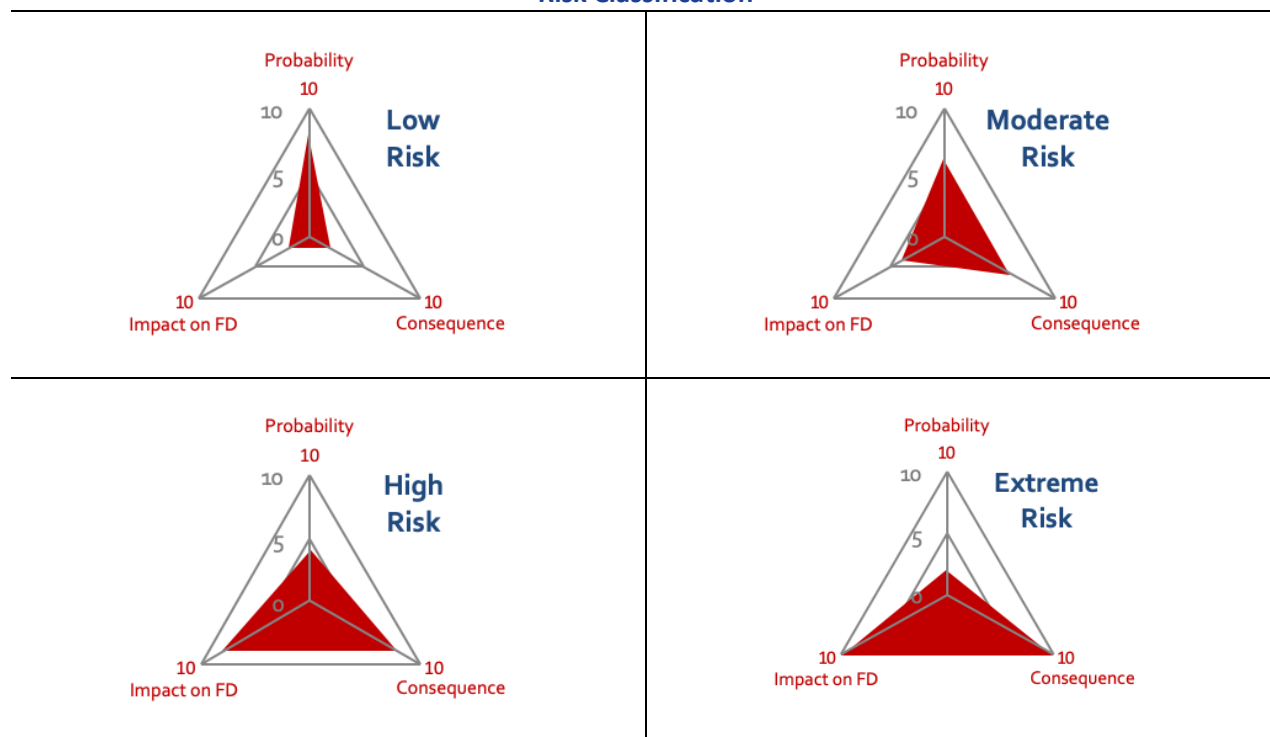 Risk Classification
Probability
10
10
Low
Risk
5
0
10
10
Impact on FD
Consequence
Probability
10
10
Moderate
Risk
5
0
10
10
Impact on FD
Consequence
Probability
10
10
High
Risk
5
0
10
10
Impact on FD
Consequence
Probability
10
10
Extreme
Risk
5
0
10
10
Impact on FD
Consequence